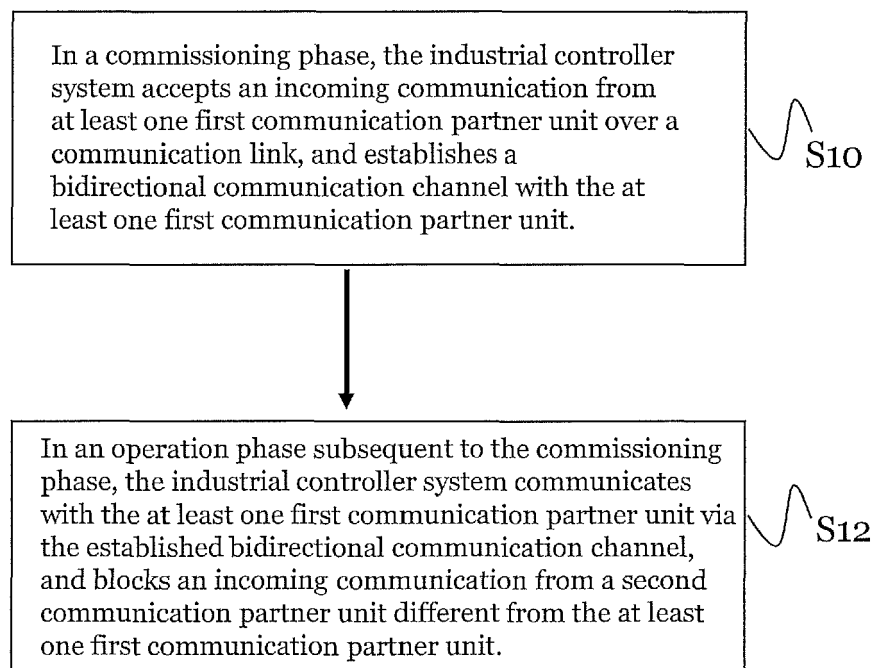 In a commissioning phase, the industrial controller
system accepts an incoming communication from
at least one first communication partner unit over a
communication link, and establishes a
bidirectional communication channel with the at
least one first communication partner unit.
S10
In an operation phase subsequent to the commissioning
phase, the industrial controller system communicates
with the at least one first communication partner unit via
the established bidirectional communication channel,
and blocks an incoming communication from a second
communication partner unit different from the at least
one first communication partner unit.
S12